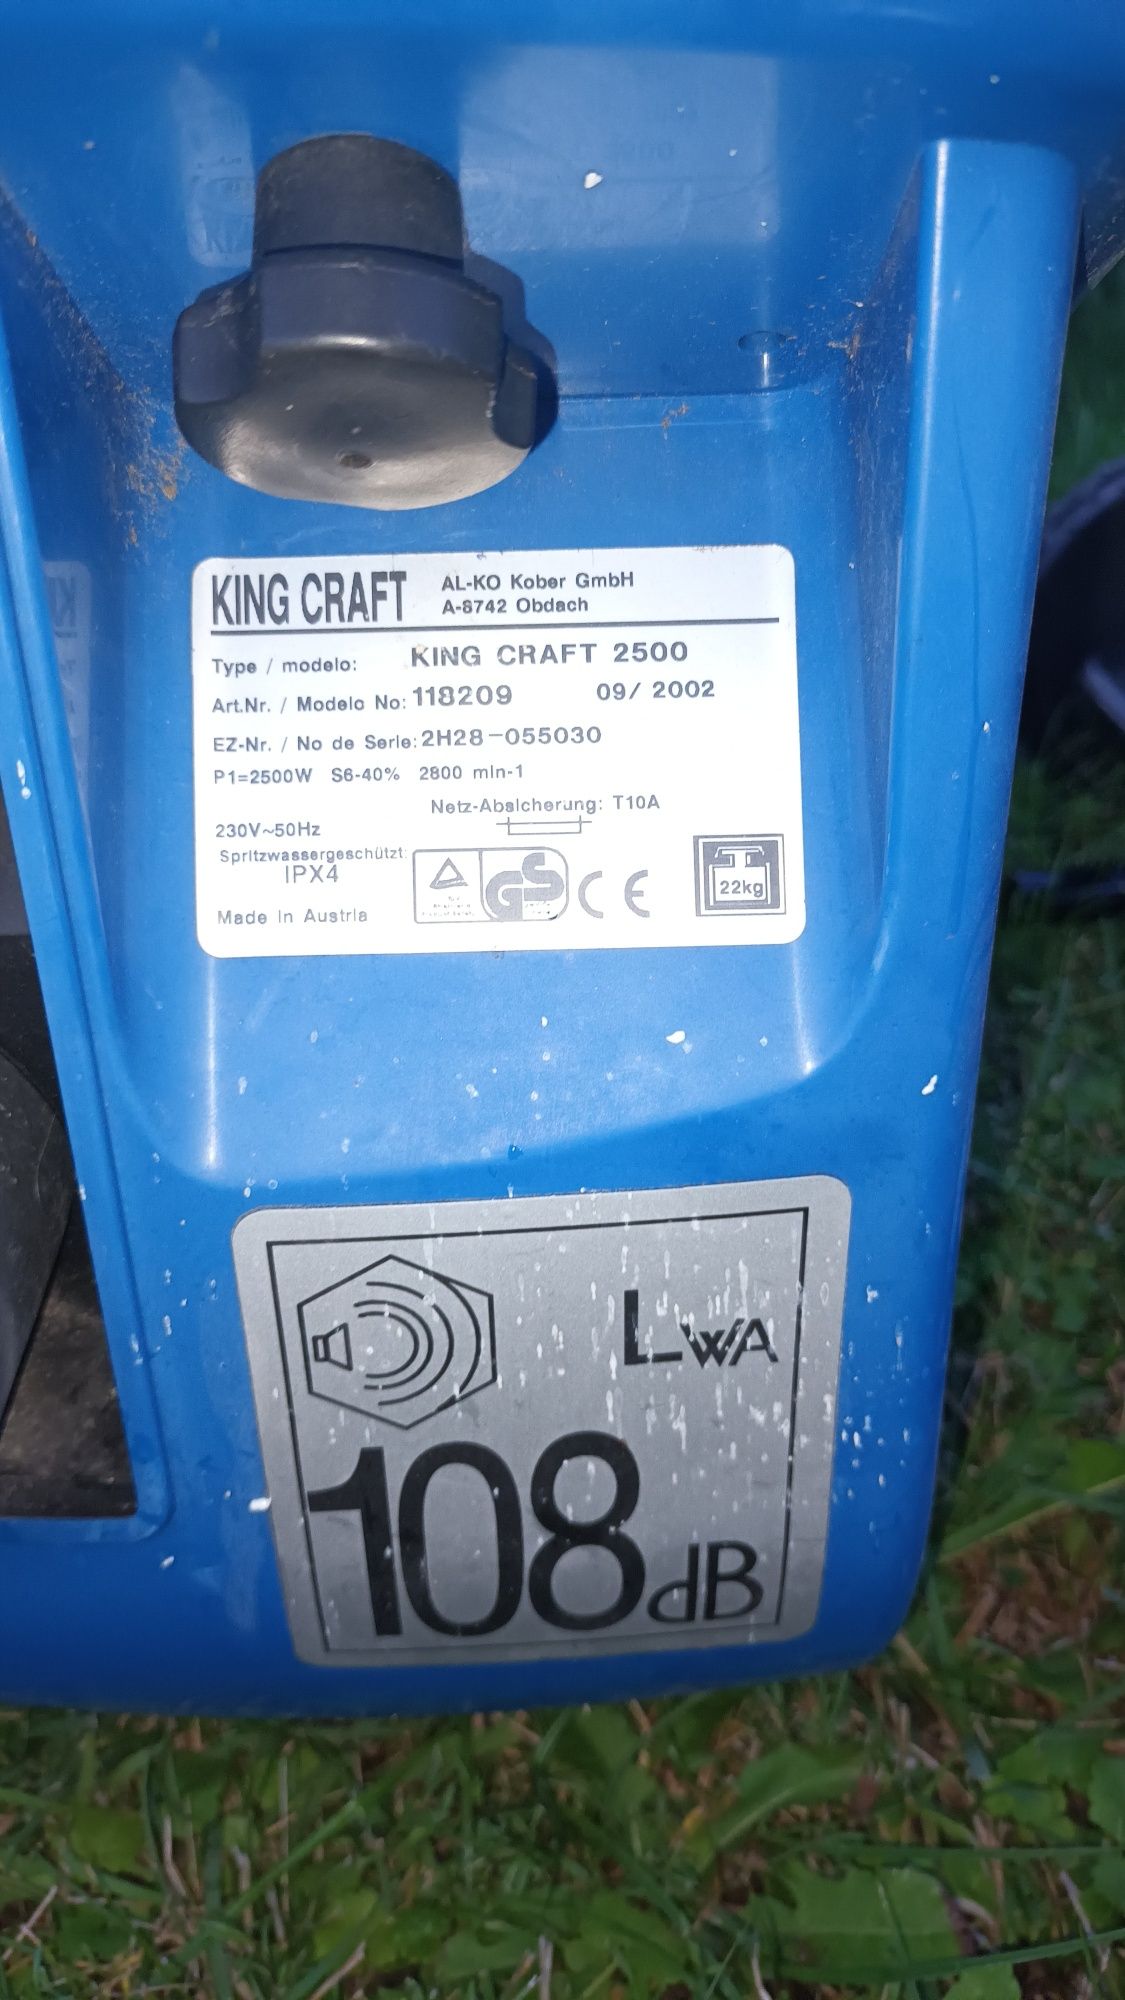 KING CRAFT
AL-KO Kober GmbH
A-8742 Obdach
Type / modelo: KING CRAFT 2500
Art.Nr. / Modelo No: 118209 09/ 2002
EZ-Nr. / No de Serie: 2H28-055030
P1=2500W S6-40% 2800 min-1
Netz-Absicherung: T10A
230V~50Hz
Spritzwassergeschützt:
IPX4
GS CE
22kg
Made in Austria
LWA
108 dB